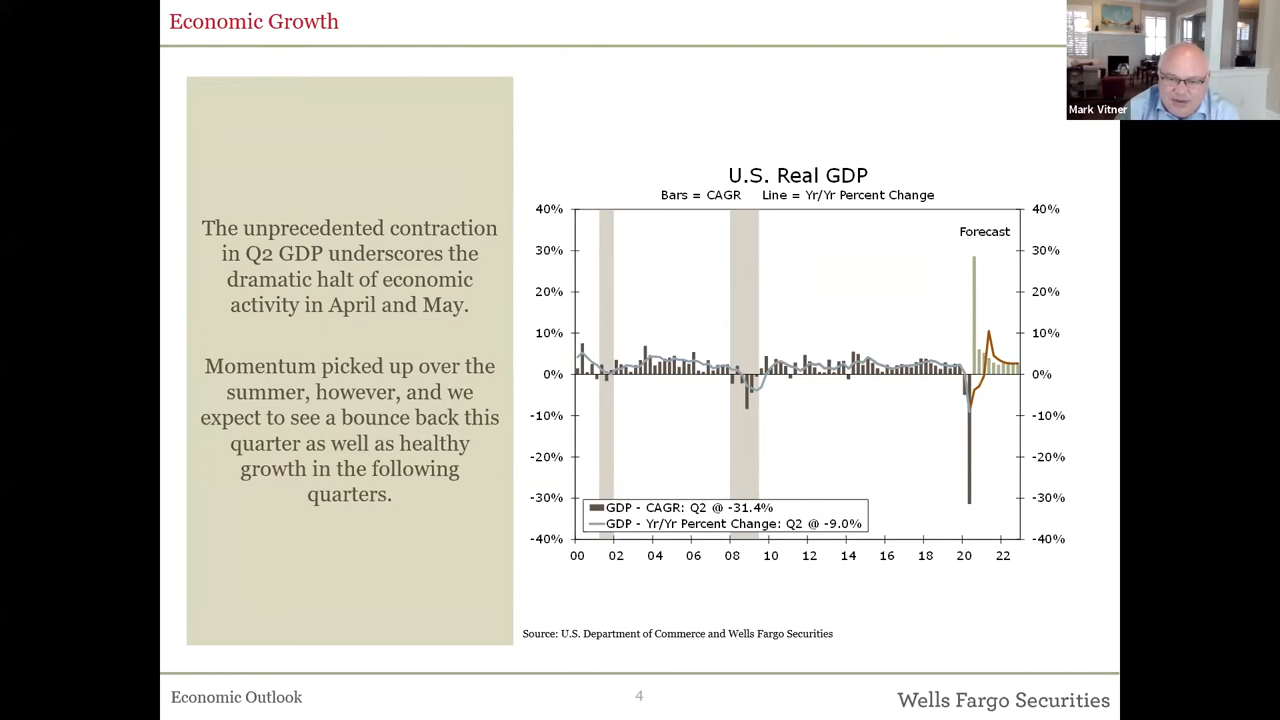 Economic Growth
Mark Vitner
The unprecedented contraction
in Q2 GDP underscores the
dramatic halt of economic
activity in April and May.
Momentum picked up over the
summer, however, and we
expect to see a bounce back this
quarter as well as healthy
growth in the following
quarters.
U.S. Real GDP
Bars = CAGR Line = Yr/Yr Percent Change
40% 40%
Forecast
30% 30%
20% 20%
10% 10%
0% 0%
-10% -10%
-20% -20%
-30% -30%
GDP - CAGR: Q2 @ -31.4%
GDP - Yr/Yr Percent Change: Q2 @ -9.0%
-40% -40%
00 02 04 06 08 10 12 14 16 18 20 22
Source: U.S. Department of Commerce and Wells Fargo Securities
Economic Outlook 4 Wells Fargo Securities